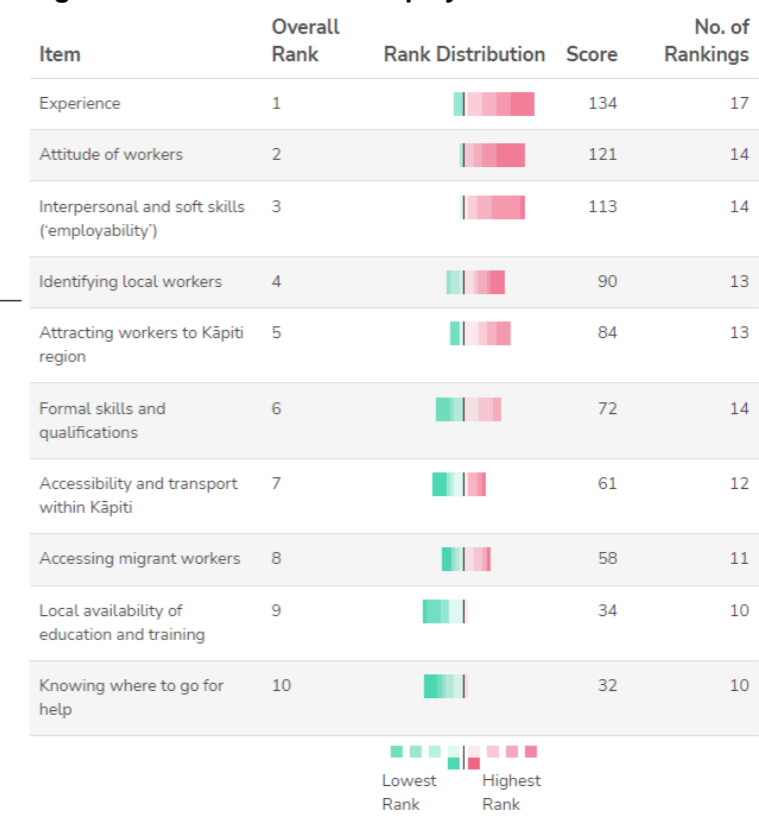 Overall
Rank
No. of
Rankings
Item
Rank Distribution
Score
Experience 1 134 17
Attitude of workers 2 121 14
Interpersonal and soft skills
(‘employability’) 3 113 14
Identifying local workers 4 90 13
Attracting workers to Kāpiti
region 5 84 13
Formal skills and
qualifications 6 72 14
Accessibility and transport
within Kāpiti 7 61 12
Accessing migrant workers 8 58 11
Local availability of
education and training 9 34 10
Knowing where to go for
help 10 32 10
Lowest
Rank
Highest
Rank